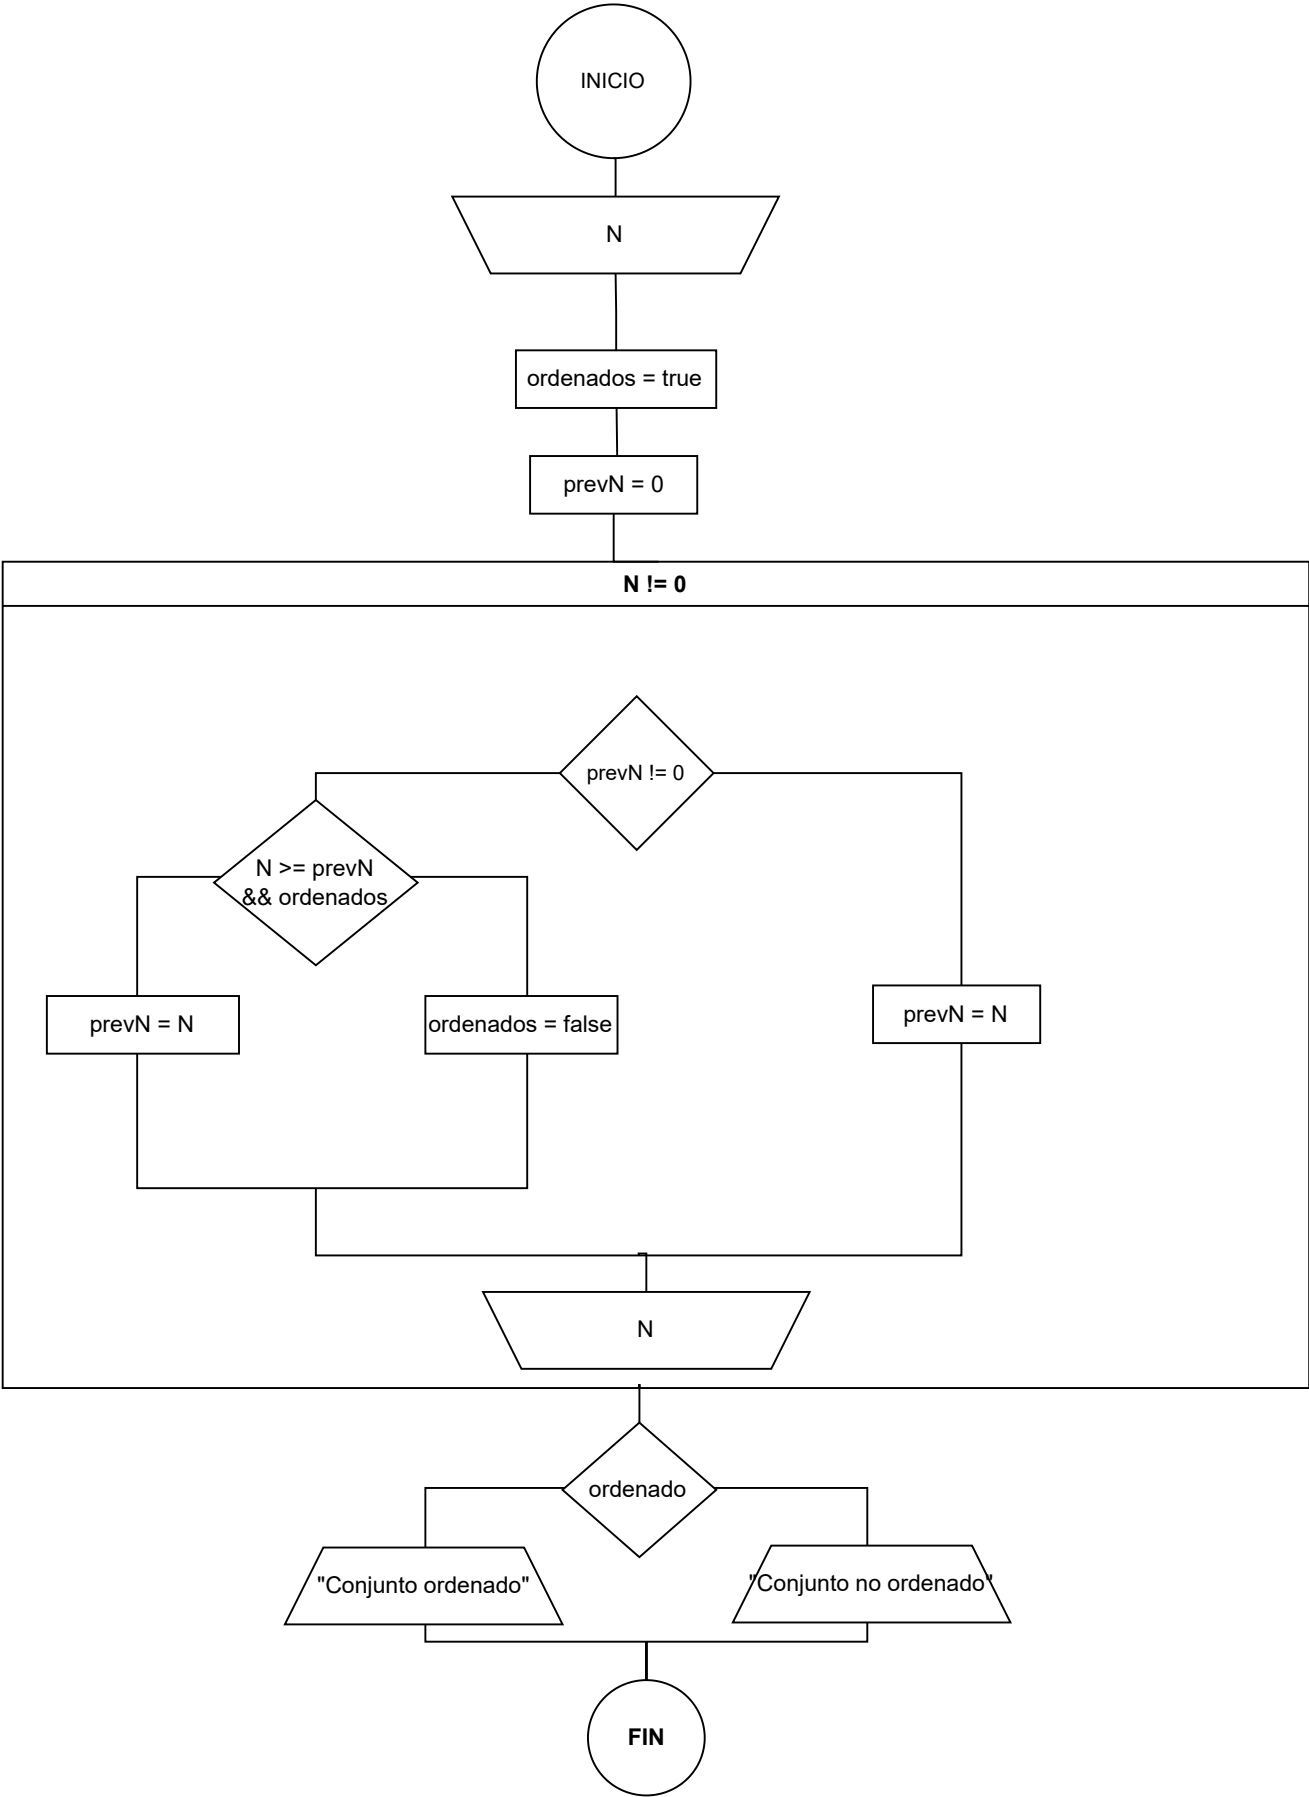 INICIO
N
ordenados = true
prevN = 0
N != 0
prevN != 0
N >= prevN
&& ordenados
prevN = N
ordenados = false
prevN = N
N
ordenado
"Conjunto ordenado"
"Conjunto no ordenado"
FIN